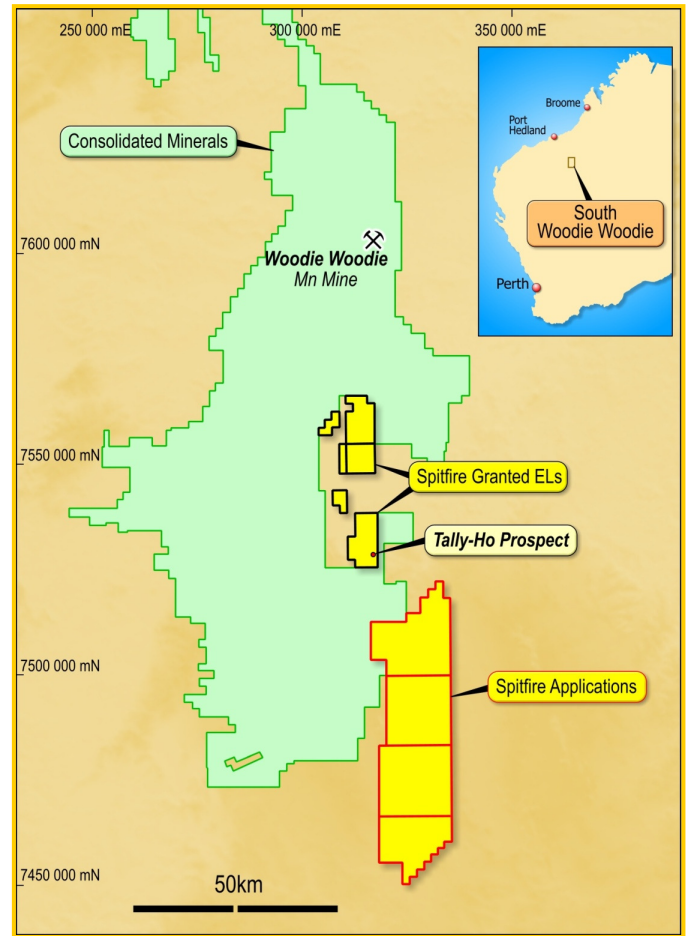 250 000 mE
300 000 mE
350 000 mE
Consolidated Minerals
Broome
Port
Hedland
South
Woodie Woodie
Perth
7600 000 mN
Woodie Woodie
Mn Mine
7550 000 mN
Spitfire Granted ELs
Tally-Ho Prospect
7500 000 mN
Spitfire Applications
7450 000 mN
50km